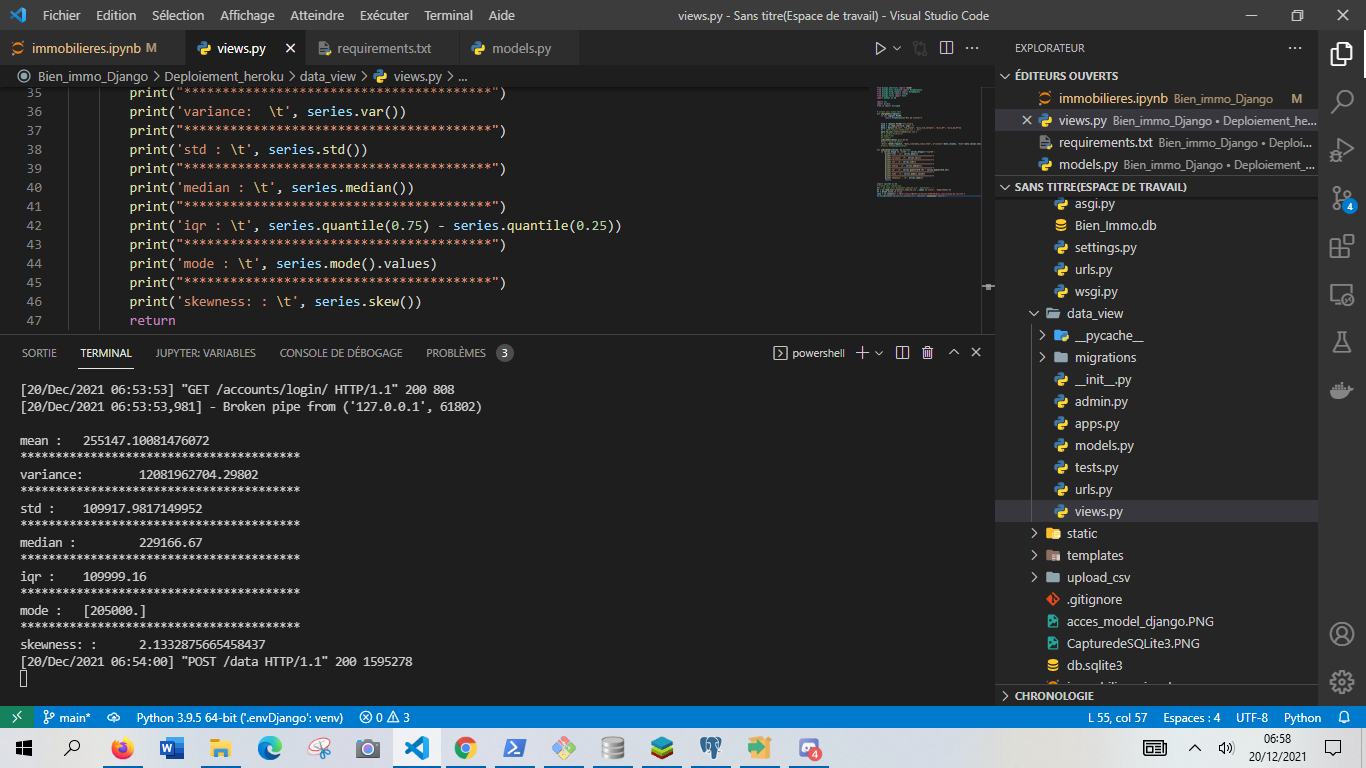 Fichier Edition Sélection Affichage Atteindre Exécuter Terminal Aide
views.py - Sans titre(Espace de travail) - Visual Studio Code
immobilieres.ipynb M
views.py
requirements.txt
models.py
Bien_immo_Django > Deploiement_heroku > data_view > views.py > ...
35 print("****************************************")
36 print('variance:  \t', series.var())
37 print("****************************************")
38 print('std : \t', series.std())
39 print("****************************************")
40 print('median : \t', series.median())
41 print("****************************************")
42 print('iqr : \t', series.quantile(0.75) - series.quantile(0.25))
43 print("****************************************")
44 print('mode : \t', series.mode().values)
45 print("****************************************")
46 print('skewness: : \t', series.skew())
47 return
SORTIE TERMINAL JUPYTER: VARIABLES CONSOLE DE DÉBOGAGE PROBLÈMES 3
powershell
[20/Dec/2021 06:53:53] "GET /accounts/login/ HTTP/1.1" 200 808
[20/Dec/2021 06:53:53,981] - Broken pipe from ('127.0.0.1', 61802)
mean : 255147.10081476072
****************************************
variance: 12081962704.29802
****************************************
std : 109917.9817149952
****************************************
median : 229166.67
****************************************
iqr : 109999.16
****************************************
mode : [205000.]
****************************************
skewness: : 2.1332875665458437
[20/Dec/2021 06:54:00] "POST /data HTTP/1.1" 200 1595278
EXPLORATEUR
ÉDITEURS OUVERTS
immobilieres.ipynb Bien_immo_Django M
views.py Bien_immo_Django • Deploiement_he...
requirements.txt Bien_immo_Django • Deploi...
models.py Bien_immo_Django • Deploiement_...
SANS TITRE(ESPACE DE TRAVAIL)
asgi.py
Bien_Immo.db
settings.py
urls.py
wsgi.py
data_view
__pycache__
migrations
__init__.py
admin.py
apps.py
models.py
tests.py
urls.py
views.py
static
templates
upload_csv
.gitignore
acces_model_django.PNG
CapturedeSQLite3.PNG
db.sqlite3
CHRONOLOGIE
4
main* Python 3.9.5 64-bit ('.envDjango': venv) 0 3
L 55, col 57 Espaces : 4 UTF-8 Python
4
06:58
20/12/2021